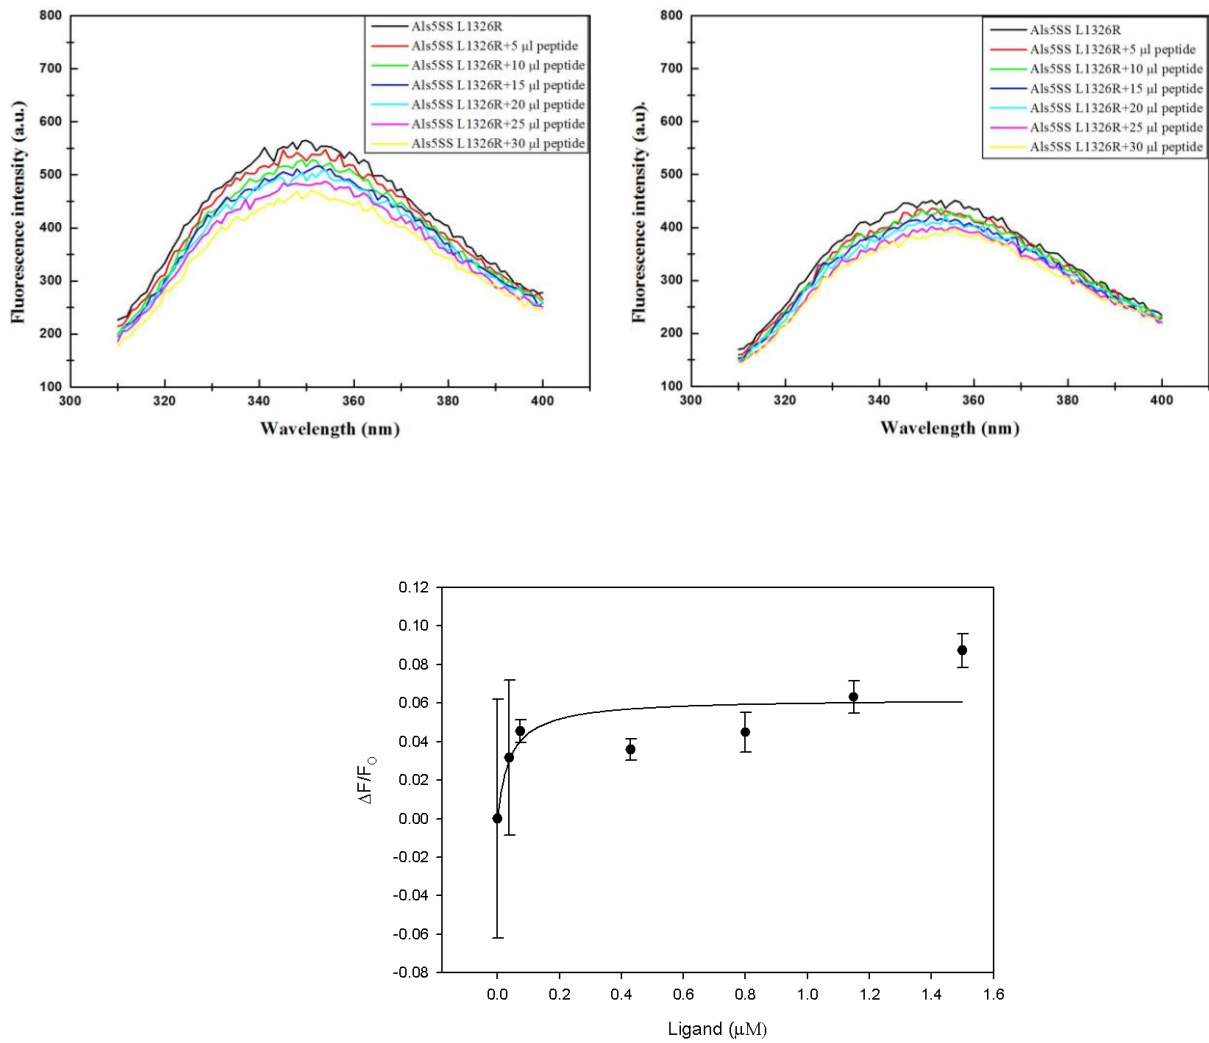 800
700
600
500
400
300
200
100
Fluorescence intensity (a.u.)
Als5SS L1326R
Als5SS L1326R+5 µl peptide
Als5SS L1326R+10 µl peptide
Als5SS L1326R+15 µl peptide
Als5SS L1326R+20 µl peptide
Als5SS L1326R+25 µl peptide
Als5SS L1326R+30 µl peptide
300 320 340 360 380 400
Wavelength (nm)
800
700
600
500
400
300
200
100
Fluorescence intensity (a.u).
Als5SS L1326R
Als5SS L1326R+5 µl peptide
Als5SS L1326R+10 µl peptide
Als5SS L1326R+15 µl peptide
Als5SS L1326R+20 µl peptide
Als5SS L1326R+25 µl peptide
Als5SS L1326R+30 µl peptide
300 320 340 360 380 400
Wavelength (nm)
0.12
0.10
0.08
0.06
0.04
0.02
0.00
-0.02
-0.04
-0.06
-0.08
ΔF/FO
0.0 0.2 0.4 0.6 0.8 1.0 1.2 1.4 1.6
Ligand (µM)